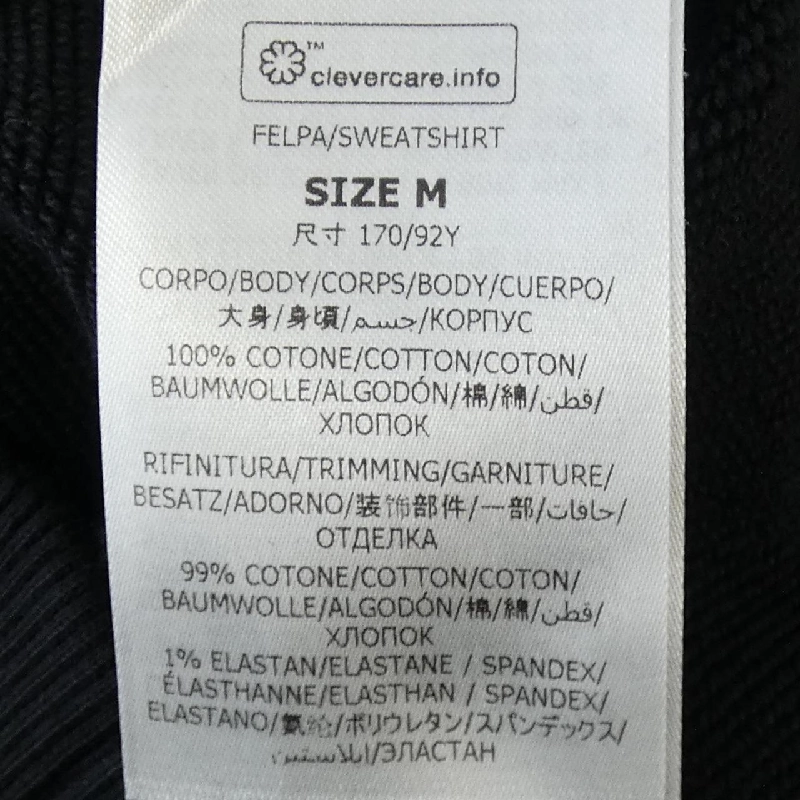 ™
clevercare.info
FELPA/SWEATSHIRT
SIZE M
尺寸 170/92Y
CORPO/BODY/CORPS/BODY/CUERPO/
大身/身頃/جسم/КОРПУС
100% COTONE/COTTON/COTON/
BAUMWOLLE/ALGODÓN/棉/綿/قطن/
ХЛОПОК
RIFINITURA/TRIMMING/GARNITURE/
BESATZ/ADORNO/装饰部件/一部/حافات/
ОТДЕЛКА
99% COTONE/COTTON/COTON/
BAUMWOLLE/ALGODÓN/棉/綿/قطن/
ХЛОПОК
1% ELASTAN/ELASTANE / SPANDEX/
ÉLASTHANNE/ELASTHAN / SPANDEX/
ELASTANO/氨纶/ポリウレタン/スパンデックス/
إيلاستين/ЭЛАСТАН